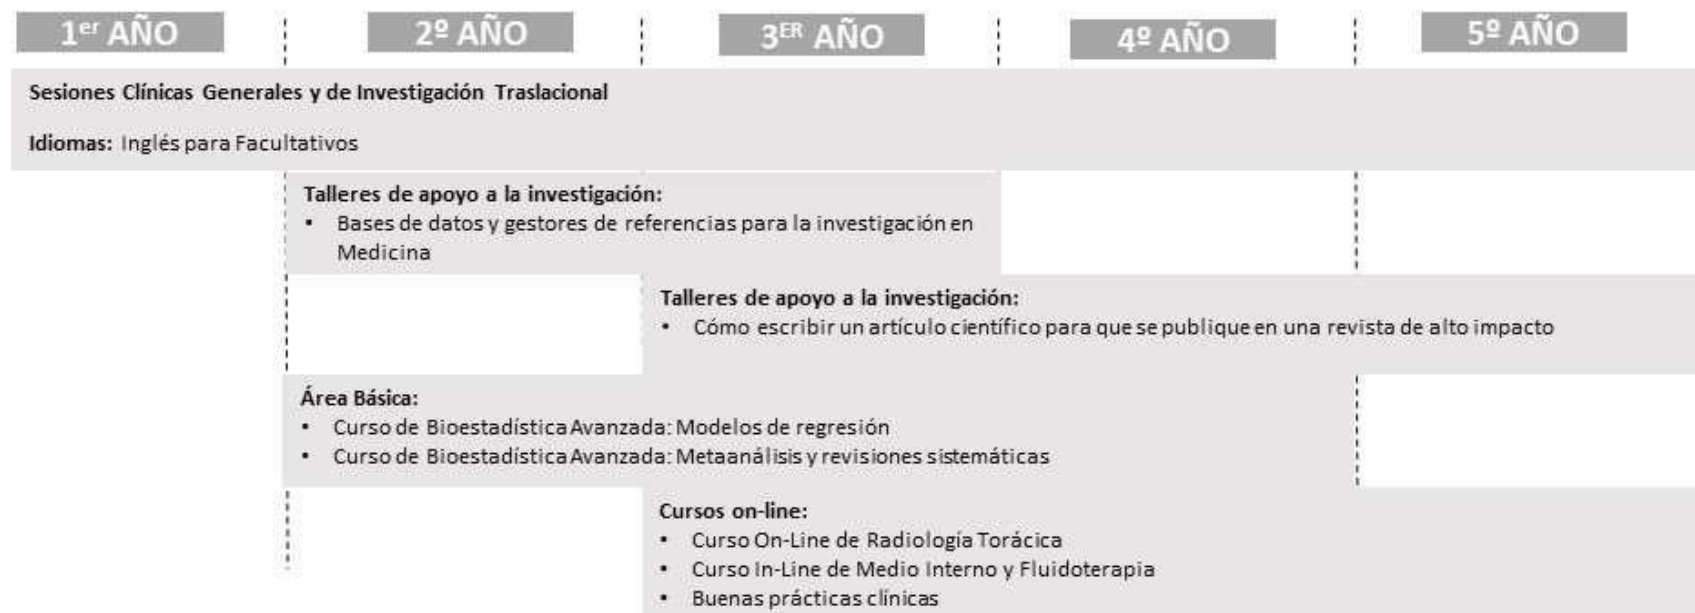 1er AÑO
2º AÑO
3ER AÑO
4º AÑO
5º AÑO
Sesiones Clínicas Generales y de Investigación Traslacional
Idiomas: Inglés para Facultativos
Talleres de apoyo a la investigación:
• Bases de datos y gestores de referencias para la investigación en
Medicina
Talleres de apoyo a la investigación:
• Cómo escribir un artículo científico para que se publique en una revista de alto impacto
Área Básica:
• Curso de Bioestadística Avanzada: Modelos de regresión
• Curso de Bioestadística Avanzada: Metaanálisis y revisiones sistemáticas
Cursos on-line:
• Curso On-Line de Radiología Torácica
• Curso In-Line de Medio Interno y Fluidoterapia
• Buenas prácticas clínicas